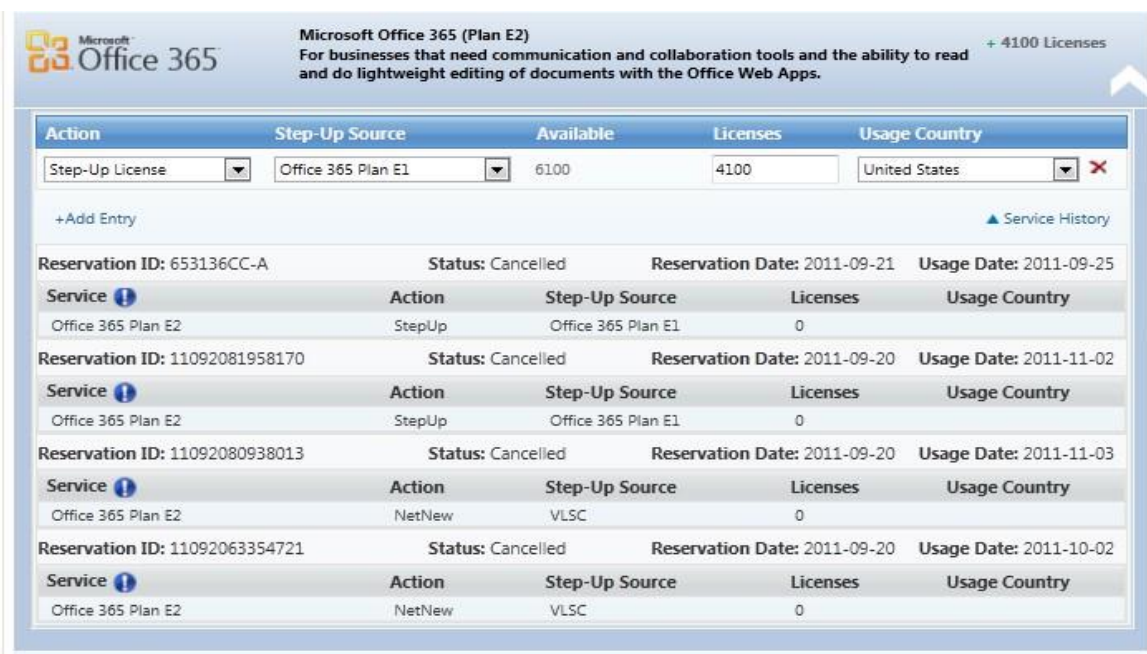 Microsoft Office 365
Microsoft Office 365 (Plan E2)
For businesses that need communication and collaboration tools and the ability to read
and do lightweight editing of documents with the Office Web Apps.
+ 4100 Licenses
Action Step-Up Source Available Licenses Usage Country
Step-Up License Office 365 Plan E1 6100 4100 United States
+Add Entry Service History
Reservation ID: 653136CC-A Status: Cancelled Reservation Date: 2011-09-21 Usage Date: 2011-09-25
Service Action Step-Up Source Licenses Usage Country
Office 365 Plan E2 StepUp Office 365 Plan E1 0
Reservation ID: 11092081958170 Status: Cancelled Reservation Date: 2011-09-20 Usage Date: 2011-11-02
Service Action Step-Up Source Licenses Usage Country
Office 365 Plan E2 StepUp Office 365 Plan E1 0
Reservation ID: 11092080938013 Status: Cancelled Reservation Date: 2011-09-20 Usage Date: 2011-11-03
Service Action Step-Up Source Licenses Usage Country
Office 365 Plan E2 NetNew VLSC 0
Reservation ID: 11092063354721 Status: Cancelled Reservation Date: 2011-09-20 Usage Date: 2011-10-02
Service Action Step-Up Source Licenses Usage Country
Office 365 Plan E2 NetNew VLSC 0